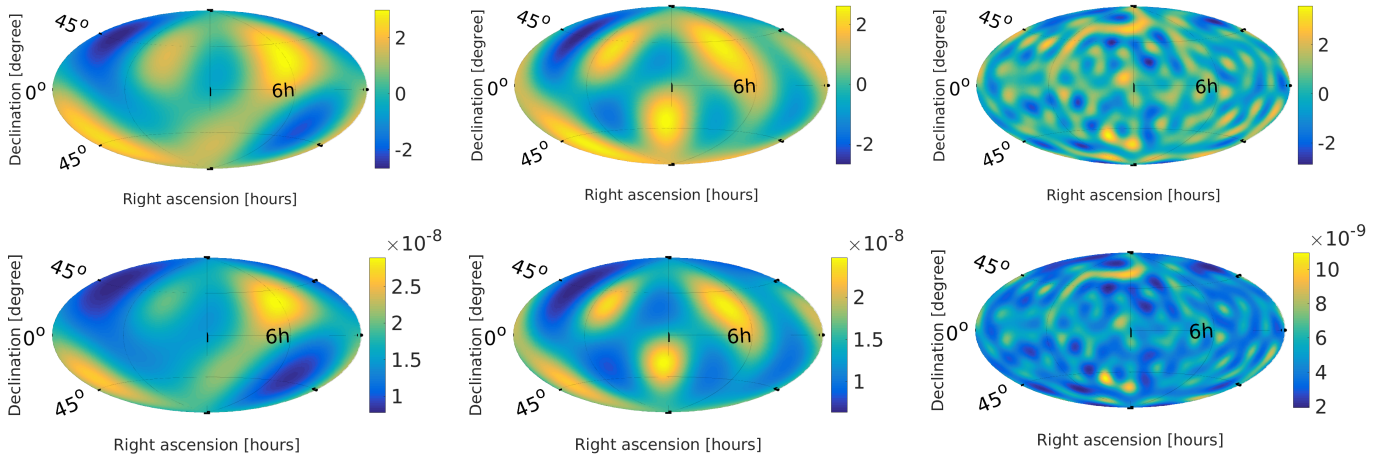 45° 2
Declination [degree]
0° 6h 0
45° -2
Right ascension [hours]
45° 2
Declination [degree]
0° 6h 0
45° -2
Right ascension [hours]
45° 2
Declination [degree]
0° 6h 0
45° -2
Right ascension [hours]
×10⁻⁸
45° 2.5
Declination [degree]
2
0° 6h 1.5
45° 1
Right ascension [hours]
×10⁻⁸
45° 2
Declination [degree]
0° 6h 1.5
45° 1
Right ascension [hours]
×10⁻⁹
45° 10
Declination [degree]
8
0° 6h 6
4
45° 2
Right ascension [hours]